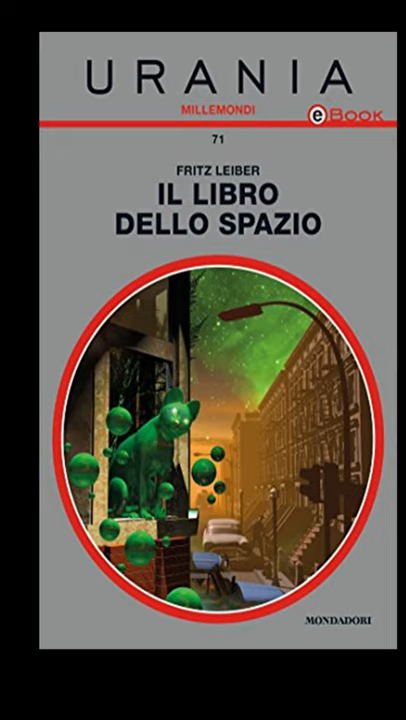 URANIA
MILLEMONDI
eBook
71
FRITZ LEIBER
IL LIBRO
DELLO SPAZIO
MONDADORI